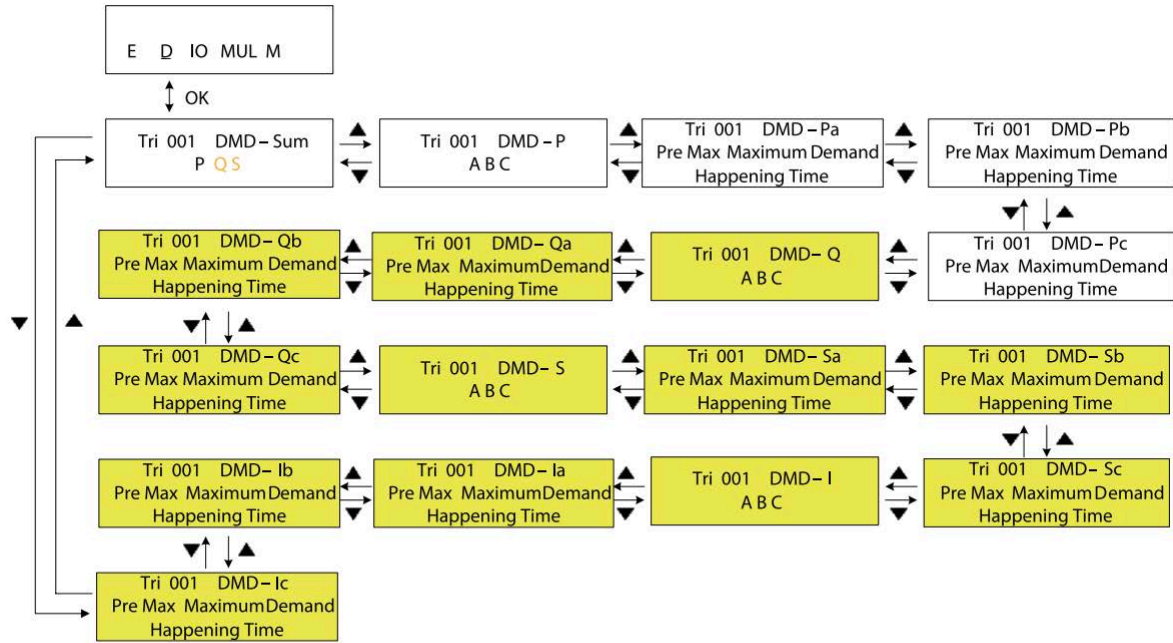 E D IO MUL M
OK
Tri 001 DMD-Sum
P Q S
Tri 001 DMD-P
A B C
Tri 001 DMD-Pa
Pre Max Maximum Demand
Happening Time
Tri 001 DMD-Pb
Pre Max Maximum Demand
Happening Time
Tri 001 DMD-Qb
Pre Max Maximum Demand
Happening Time
Tri 001 DMD-Qa
Pre Max MaximumDemand
Happening Time
Tri 001 DMD-Q
A B C
Tri 001 DMD-Pc
Pre Max MaximumDemand
Happening Time
Tri 001 DMD-Qc
Pre Max Maximum Demand
Happening Time
Tri 001 DMD-S
A B C
Tri 001 DMD-Sa
Pre Max Maximum Demand
Happening Time
Tri 001 DMD-Sb
Pre Max Maximum Demand
Happening Time
Tri 001 DMD-Ib
Pre Max Maximum Demand
Happening Time
Tri 001 DMD-Ia
Pre Max MaximumDemand
Happening Time
Tri 001 DMD-I
A B C
Tri 001 DMD-Sc
Pre Max Maximum Demand
Happening Time
Tri 001 DMD-Ic
Pre Max MaximumDemand
Happening Time